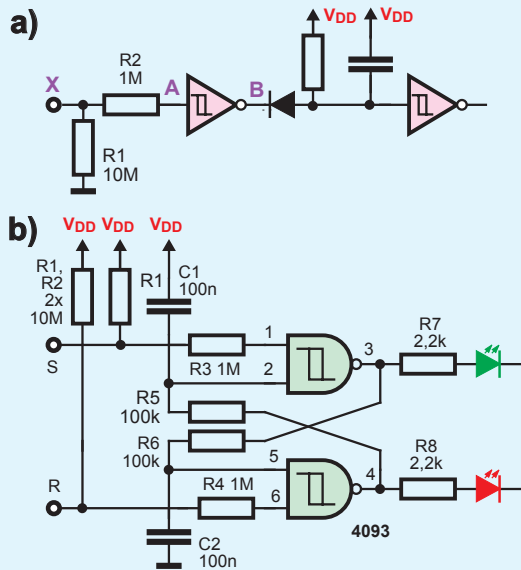 a)
VDD
VDD
R2
1M
X
A
B
R1
10M
b)
VDD
VDD
VDD
R1,
R2
2x
10M
R1
C1
100n
S
R3 1M
1
2
3
R7
2,2k
R5
100k
R6
100k
5
6
4
R8
2,2k
R
R4 1M
4093
C2
100n